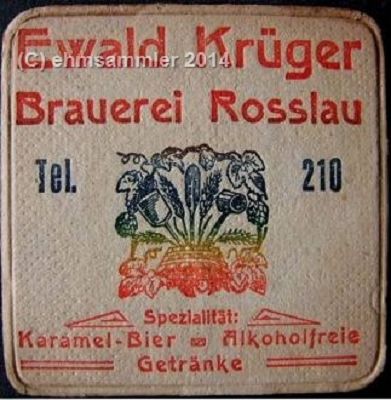 Ewald Krüger
(C) ehmsammler 2014
Brauerei Rosslau
Tel. 210
Spezialität:
Karamel-Bier Alkoholfreie
Getränke